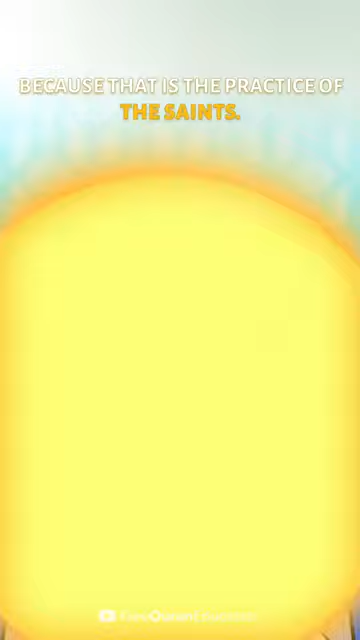 BECAUSE THAT IS THE PRACTICE OF
THE SAINTS.